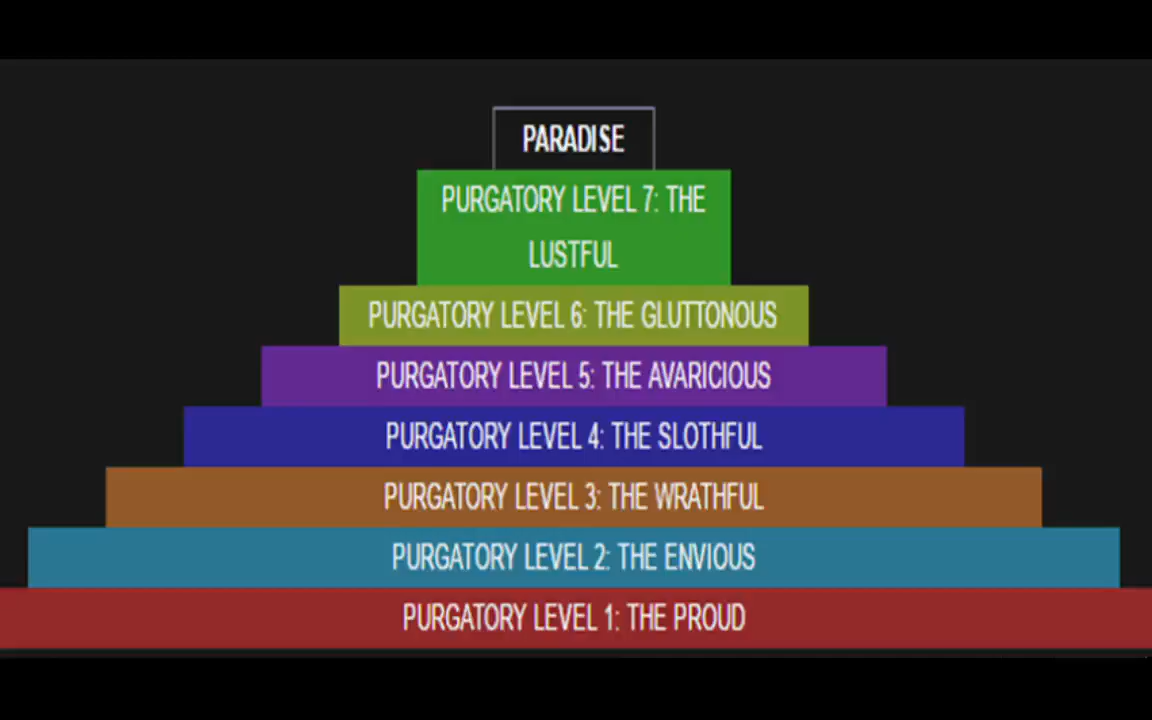 PARADISE
PURGATORY LEVEL 7: THE
LUSTFUL
PURGATORY LEVEL 6: THE GLUTTONOUS
PURGATORY LEVEL 5: THE AVARICIOUS
PURGATORY LEVEL 4: THE SLOTHFUL
PURGATORY LEVEL 3: THE WRATHFUL
PURGATORY LEVEL 2: THE ENVIOUS
PURGATORY LEVEL 1: THE PROUD